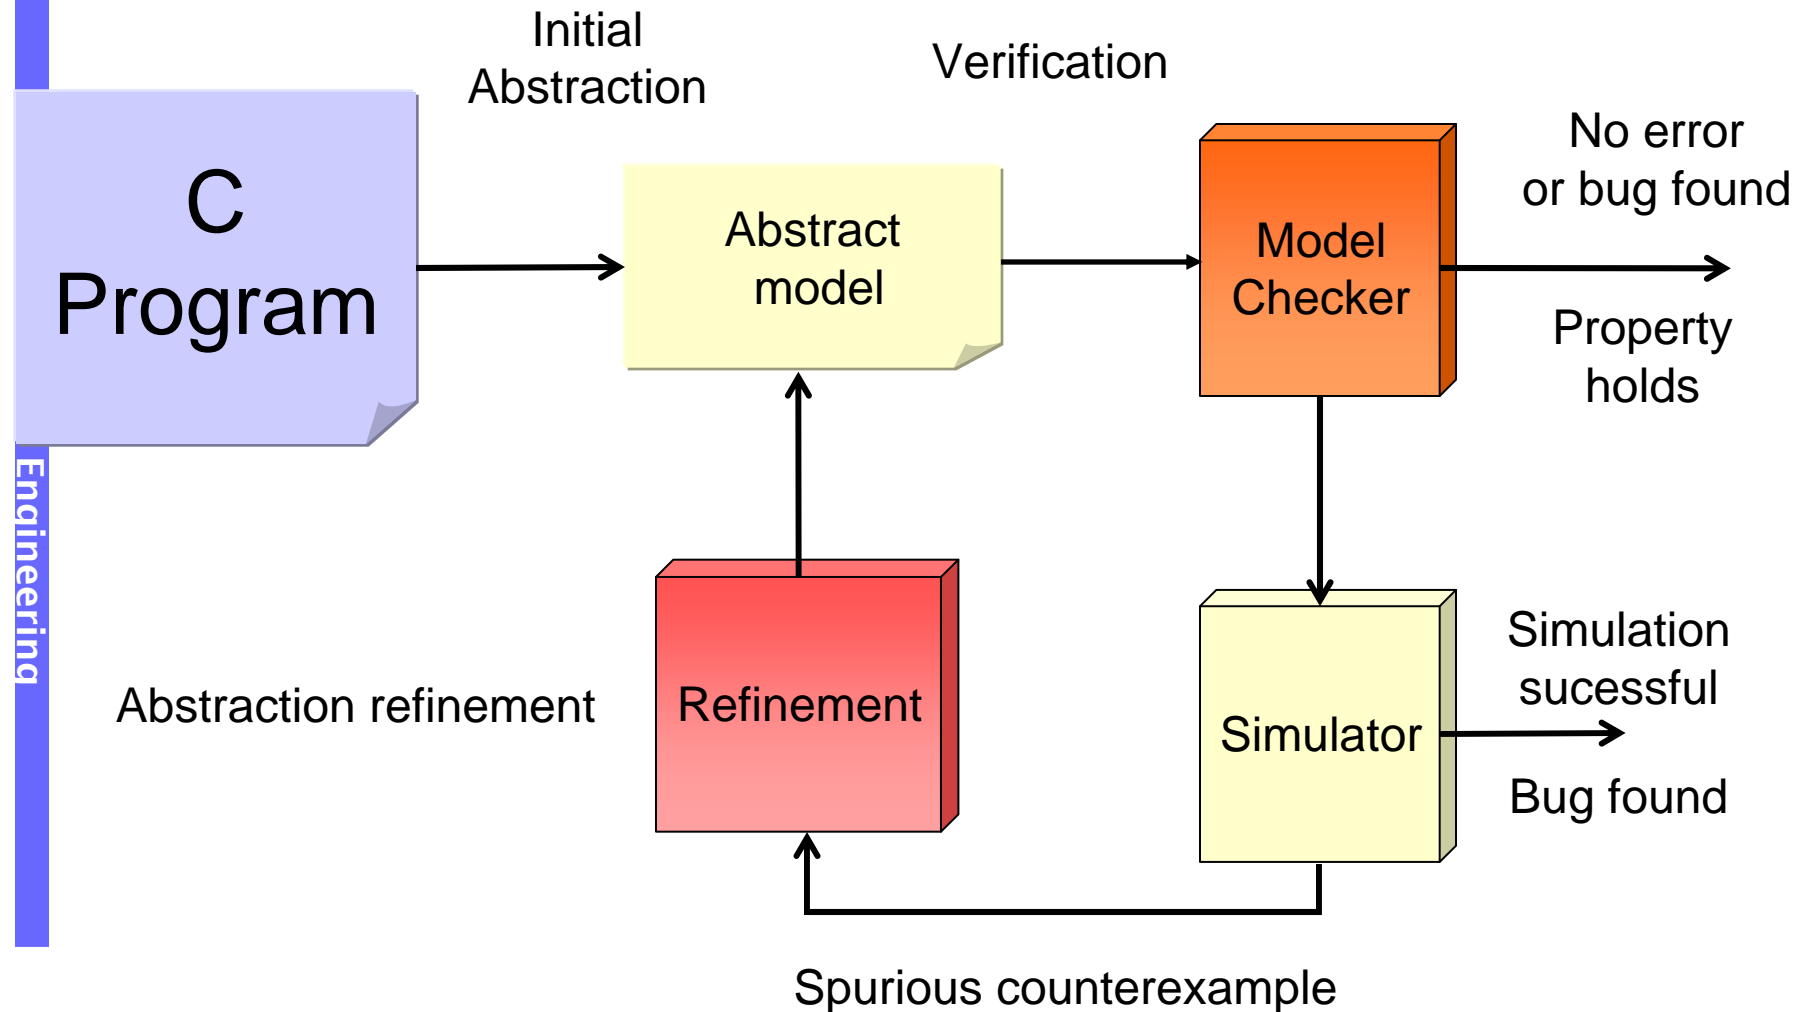 Initial
Abstraction
Verification
C
Program
Abstract
model
Model
Checker
No error
or bug found
Property
holds
Engineering
Abstraction refinement
Refinement
Simulator
Simulation
sucessful
Bug found
Spurious counterexample